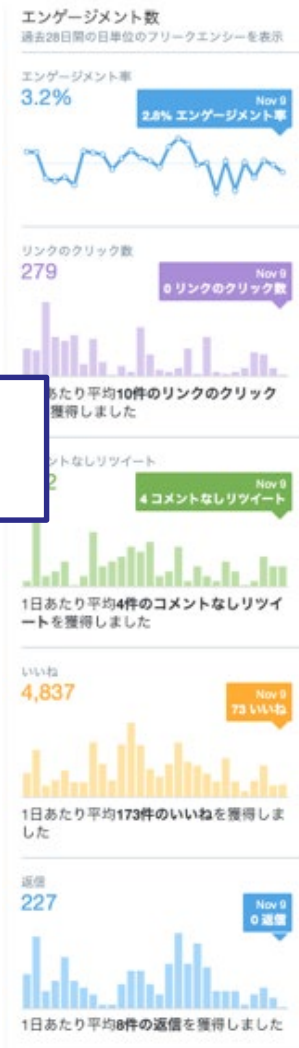 エンゲージメント数
過去28日間の日単位のフリークエンシーを表示
エンゲージメント率
3.2%
Nov 9
2.8% エンゲージメント率
リンクのクリック数
279
Nov 9
0 リンクのクリック数
あたり平均10件のリンクのクリック
獲得しました
ントなしリツイート
2
Nov 9
4 コメントなしリツイート
1日あたり平均4件のコメントなしリツイ
ートを獲得しました
いいね
4,837
Nov 9
73 いいね
1日あたり平均173件のいいねを獲得しま
した
返信
227
Nov 9
0 返信
1日あたり平均8件の返信を獲得しました